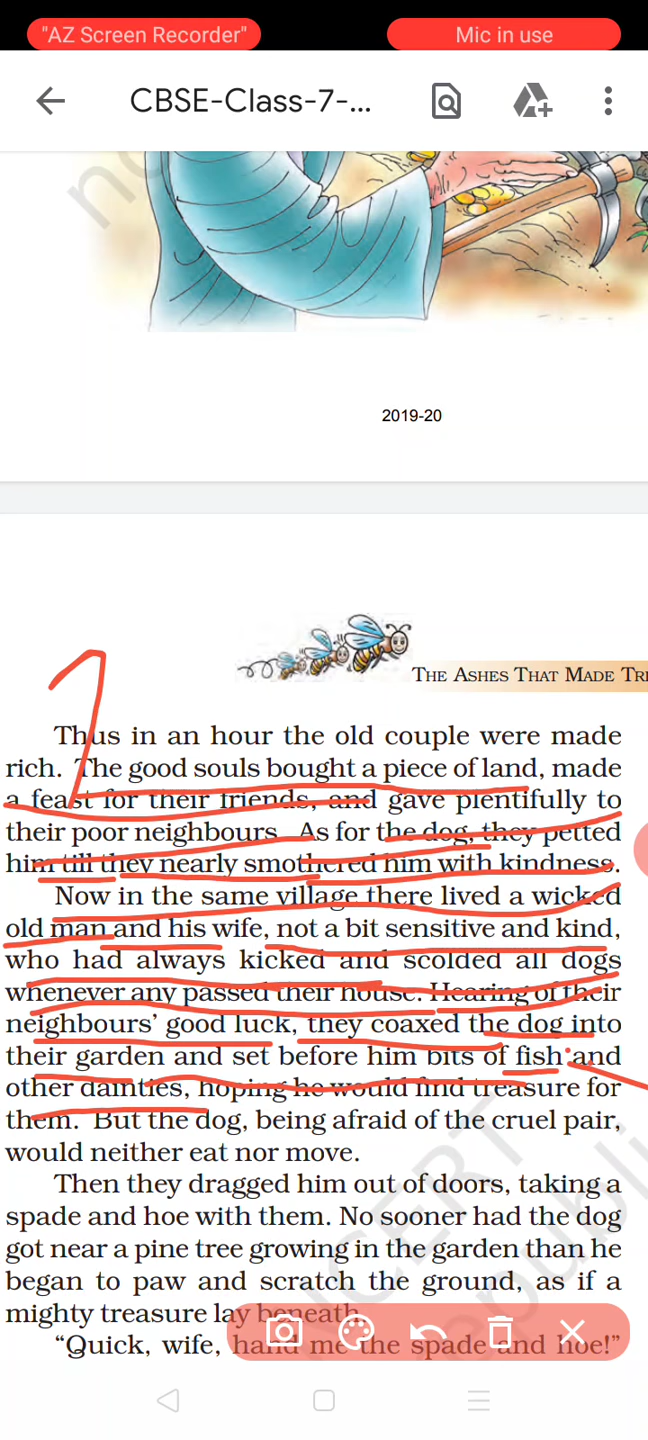 "AZ Screen Recorder"
Mic in use
CBSE-Class-7-...
no
2019-20
THE ASHES THAT MADE TRE
Thus in an hour the old couple were made
rich. The good souls bought a piece of land, made
a feast for their friends, and gave plentifully to
their poor neighbours. As for the dog, they petted
him till they nearly smothered him with kindness.
Now in the same village there lived a wicked
old man and his wife, not a bit sensitive and kind,
who had always kicked and scolded all dogs
whenever any passed their house. Hearing of their
neighbours' good luck, they coaxed the dog into
their garden and set before him bits of fish and
other dainties, hoping he would find treasure for
them. But the dog, being afraid of the cruel pair,
would neither eat nor move.
Then they dragged him out of doors, taking a
spade and hoe with them. No sooner had the dog
got near a pine tree growing in the garden than he
began to paw and scratch the ground, as if a
mighty treasure lay beneath.
"Quick, wife, hand me the spade and hoe!"
NCERT
republi
1